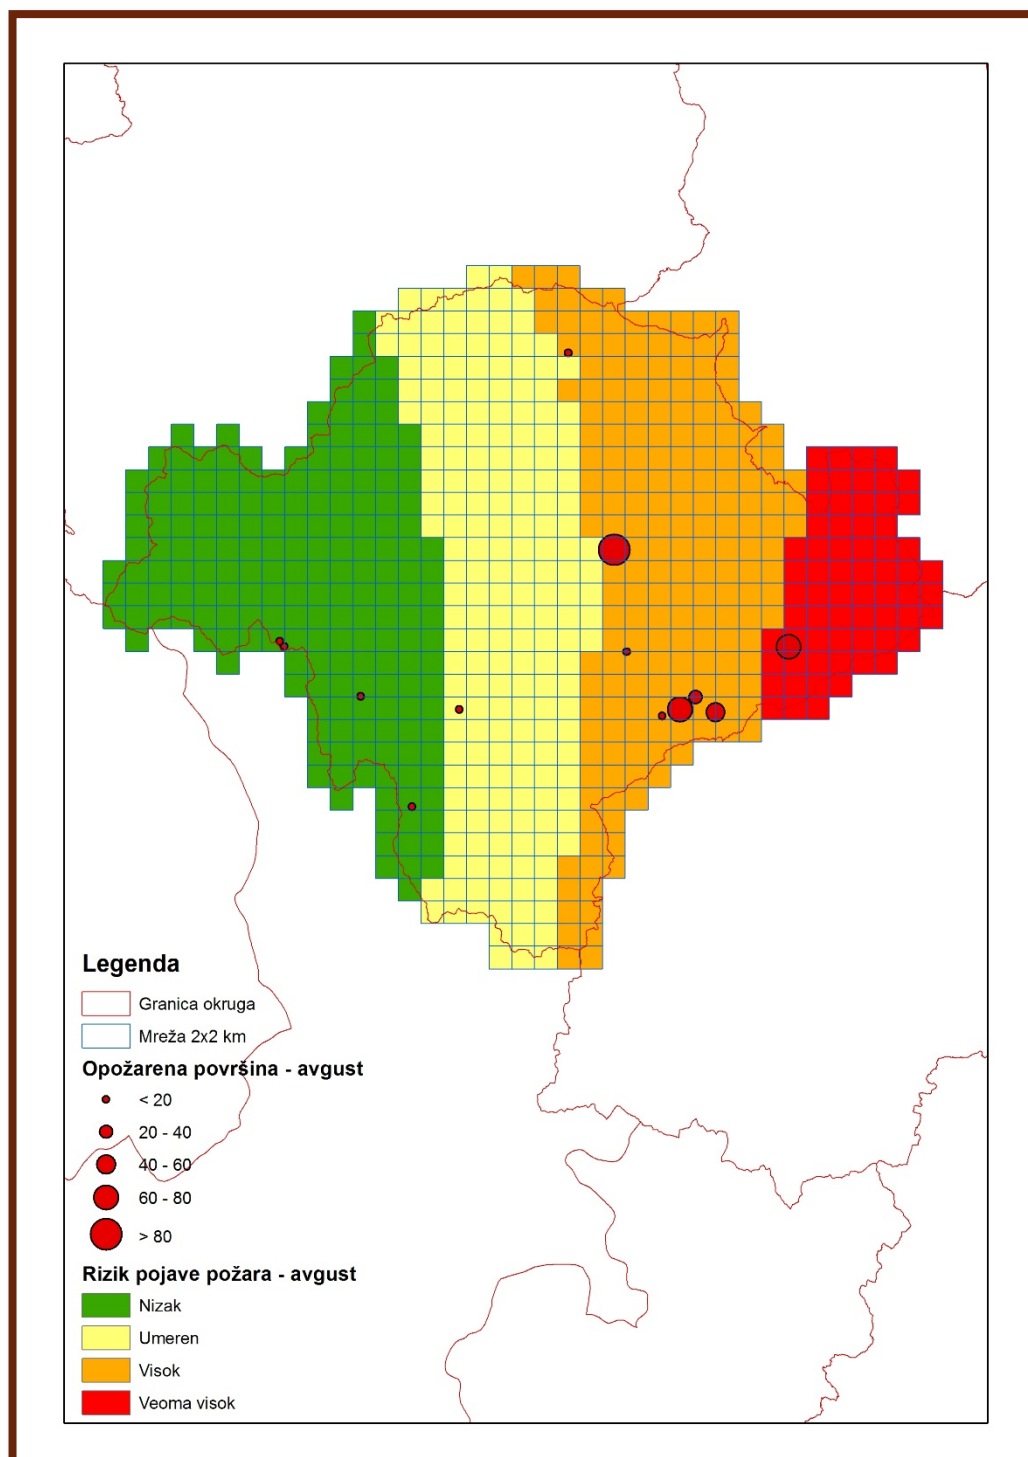 Legenda
Granica okruga
Mreža 2x2 km
Opožarena površina - avgust
< 20
20 - 40
40 - 60
60 - 80
> 80
Rizik pojave požara - avgust
Nizak
Umeren
Visok
Veoma visok